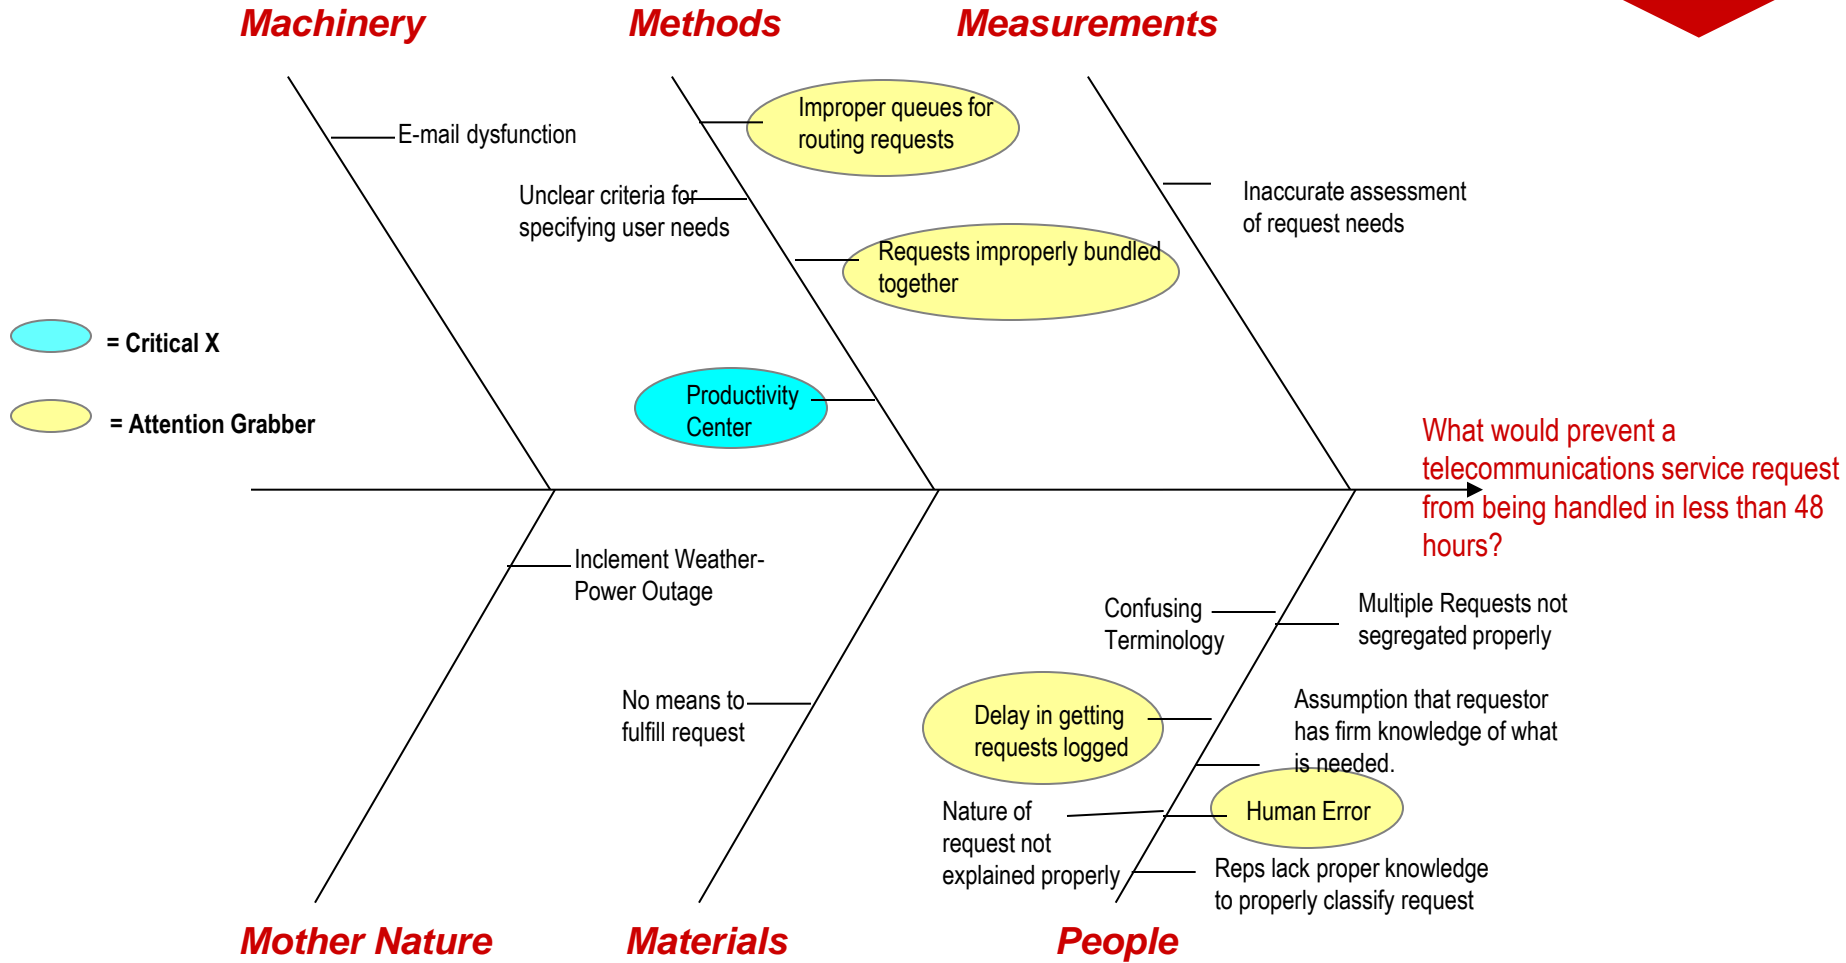 Machinery
Methods
Measurements
E-mail dysfunction
Improper queues for
routing requests
Unclear criteria for
specifying user needs
Inaccurate assessment
of request needs
Requests improperly bundled
together
= Critical X
Productivity
Center
= Attention Grabber
What would prevent a
telecommunications service request
from being handled in less than 48
hours?
Inclement Weather-
Power Outage
Confusing
Terminology
Multiple Requests not
segregated properly
No means to
fulfill request
Delay in getting
requests logged
Assumption that requestor
has firm knowledge of what
is needed.
Nature of
request not
explained properly
Human Error
Reps lack proper knowledge
to properly classify request
Mother Nature
Materials
People